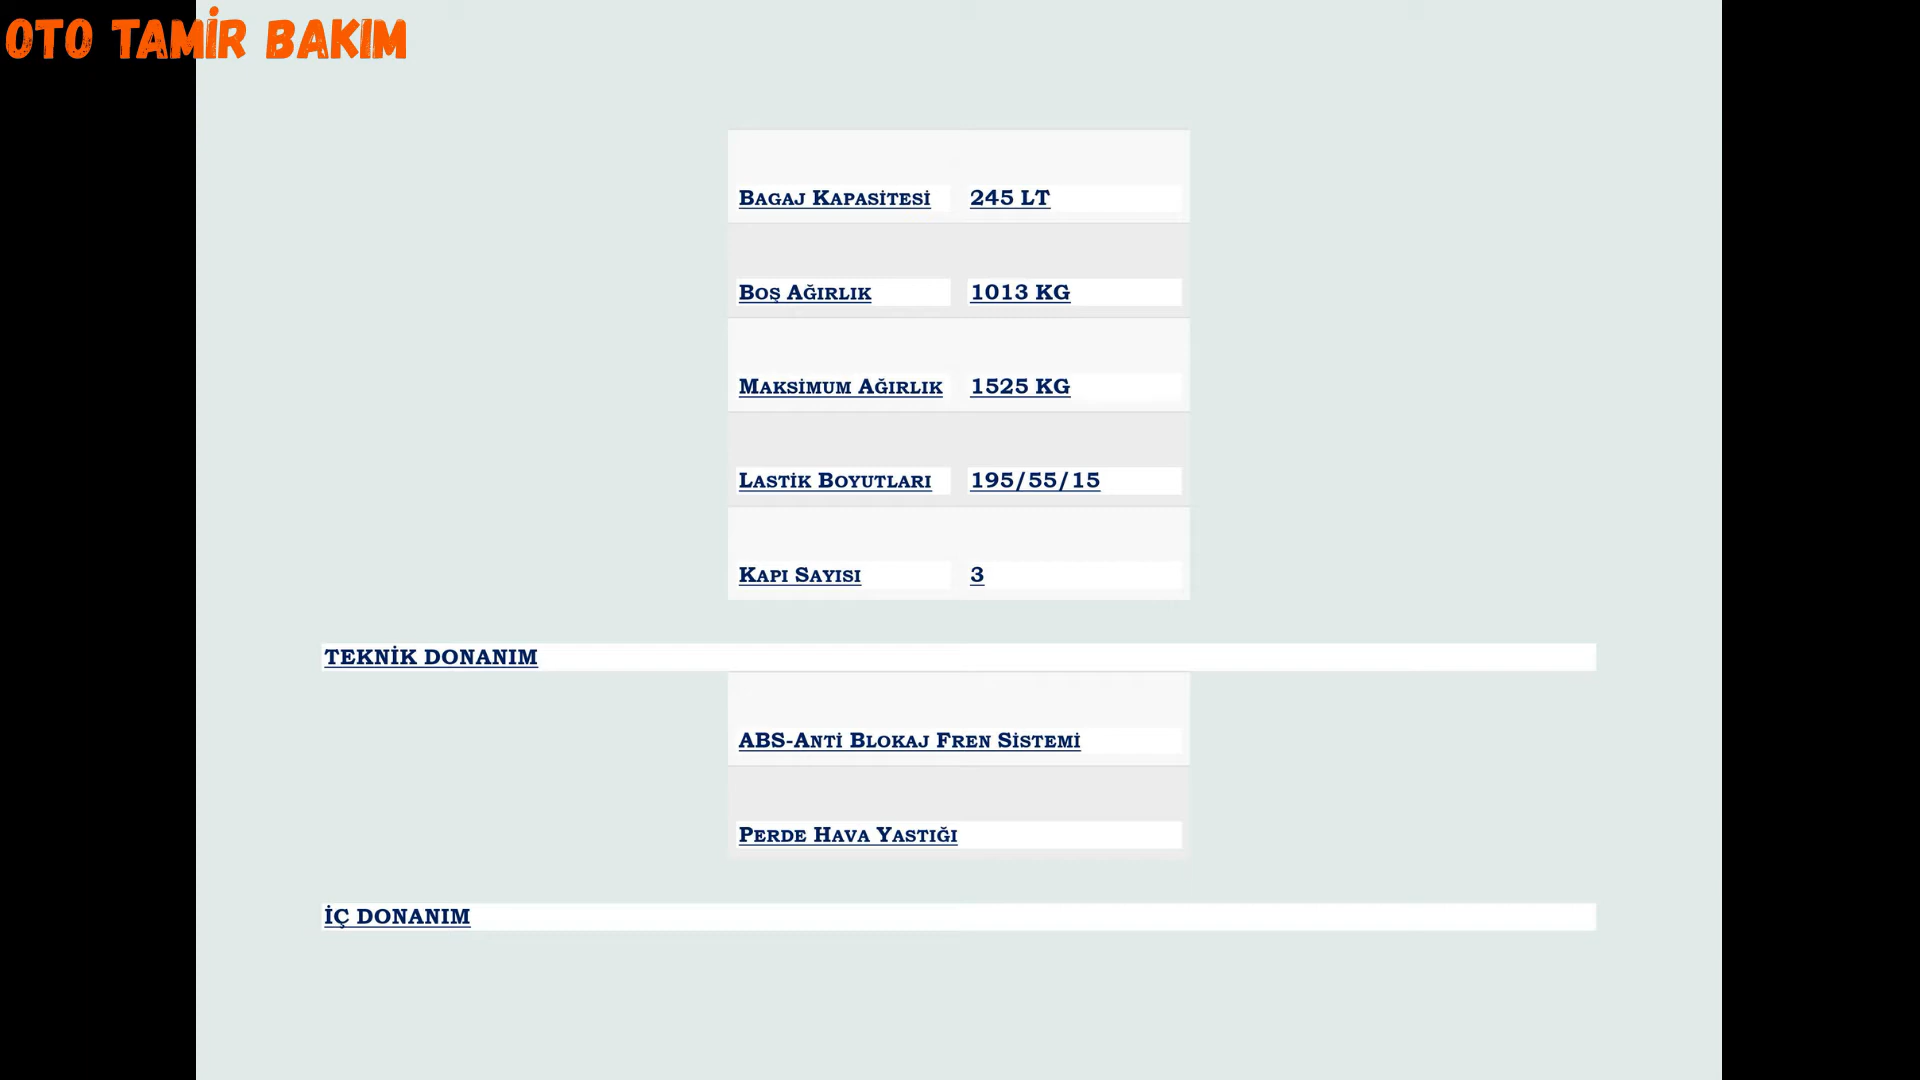 OTO TAMİR BAKIM
Bagaj Kapasitesi 245 LT
Boş Ağırlık 1013 KG
Maksimum Ağırlık 1525 KG
Lastik Boyutları 195/55/15
Kapı Sayısı 3
TEKNİK DONANIM
ABS-Anti Blokaj Fren Sistemi
Perde Hava Yastığı
İÇ DONANIM